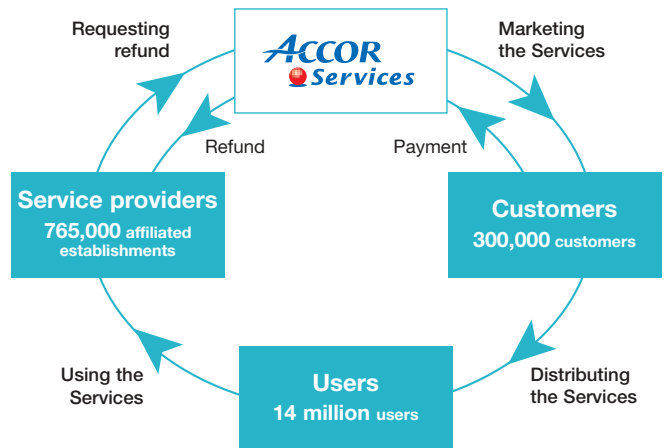 Requesting
refund
ACCOR
Services
Marketing
the Services
Refund
Payment
Service providers
765,000 affiliated
establishments
Customers
300,000 customers
Using the
Services
Users
14 million users
Distributing
the Services